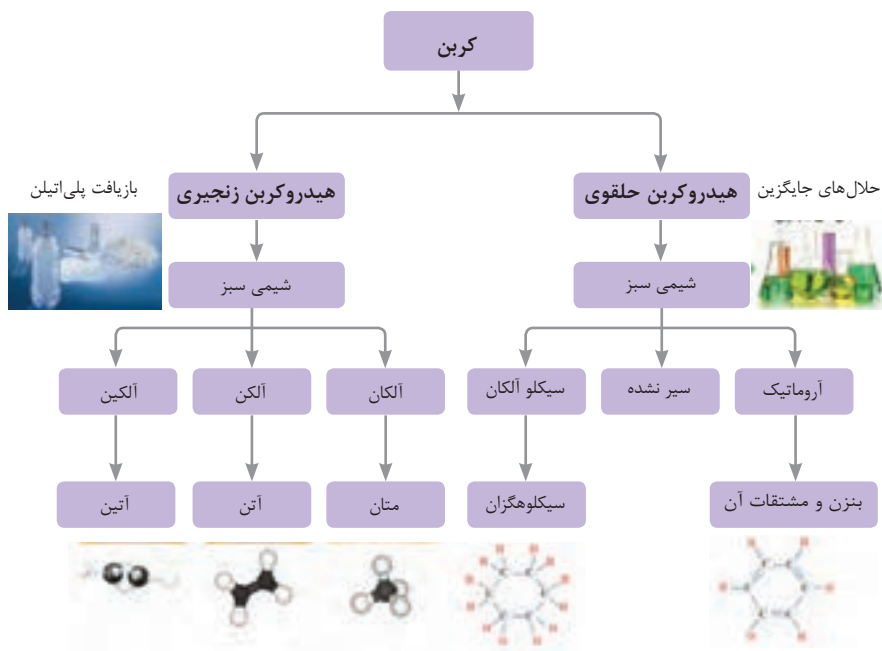 کربن
هیدروکربن حلقوی
هیدروکربن زنجیری
حلال‌های جایگزین
بازیافت پلی‌اتیلن
شیمی سبز
شیمی سبز
آروماتیک
سیر نشده
سیکلو آلکان
آلکان
آلکن
آلکین
بنزن و مشتقات آن
سیکلوهگزان
متان
آتن
آتین